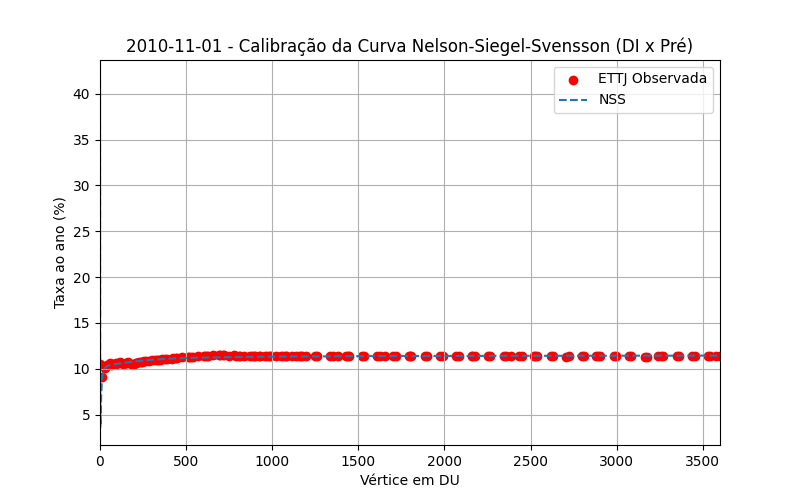 2010-11-01 - Calibração da Curva Nelson-Siegel-Svensson (DI x Pré)
ETTJ Observada
NSS
Taxa ao ano (%)
40
35
30
25
20
15
10
5
0 500 1000 1500 2000 2500 3000 3500
Vértice em DU